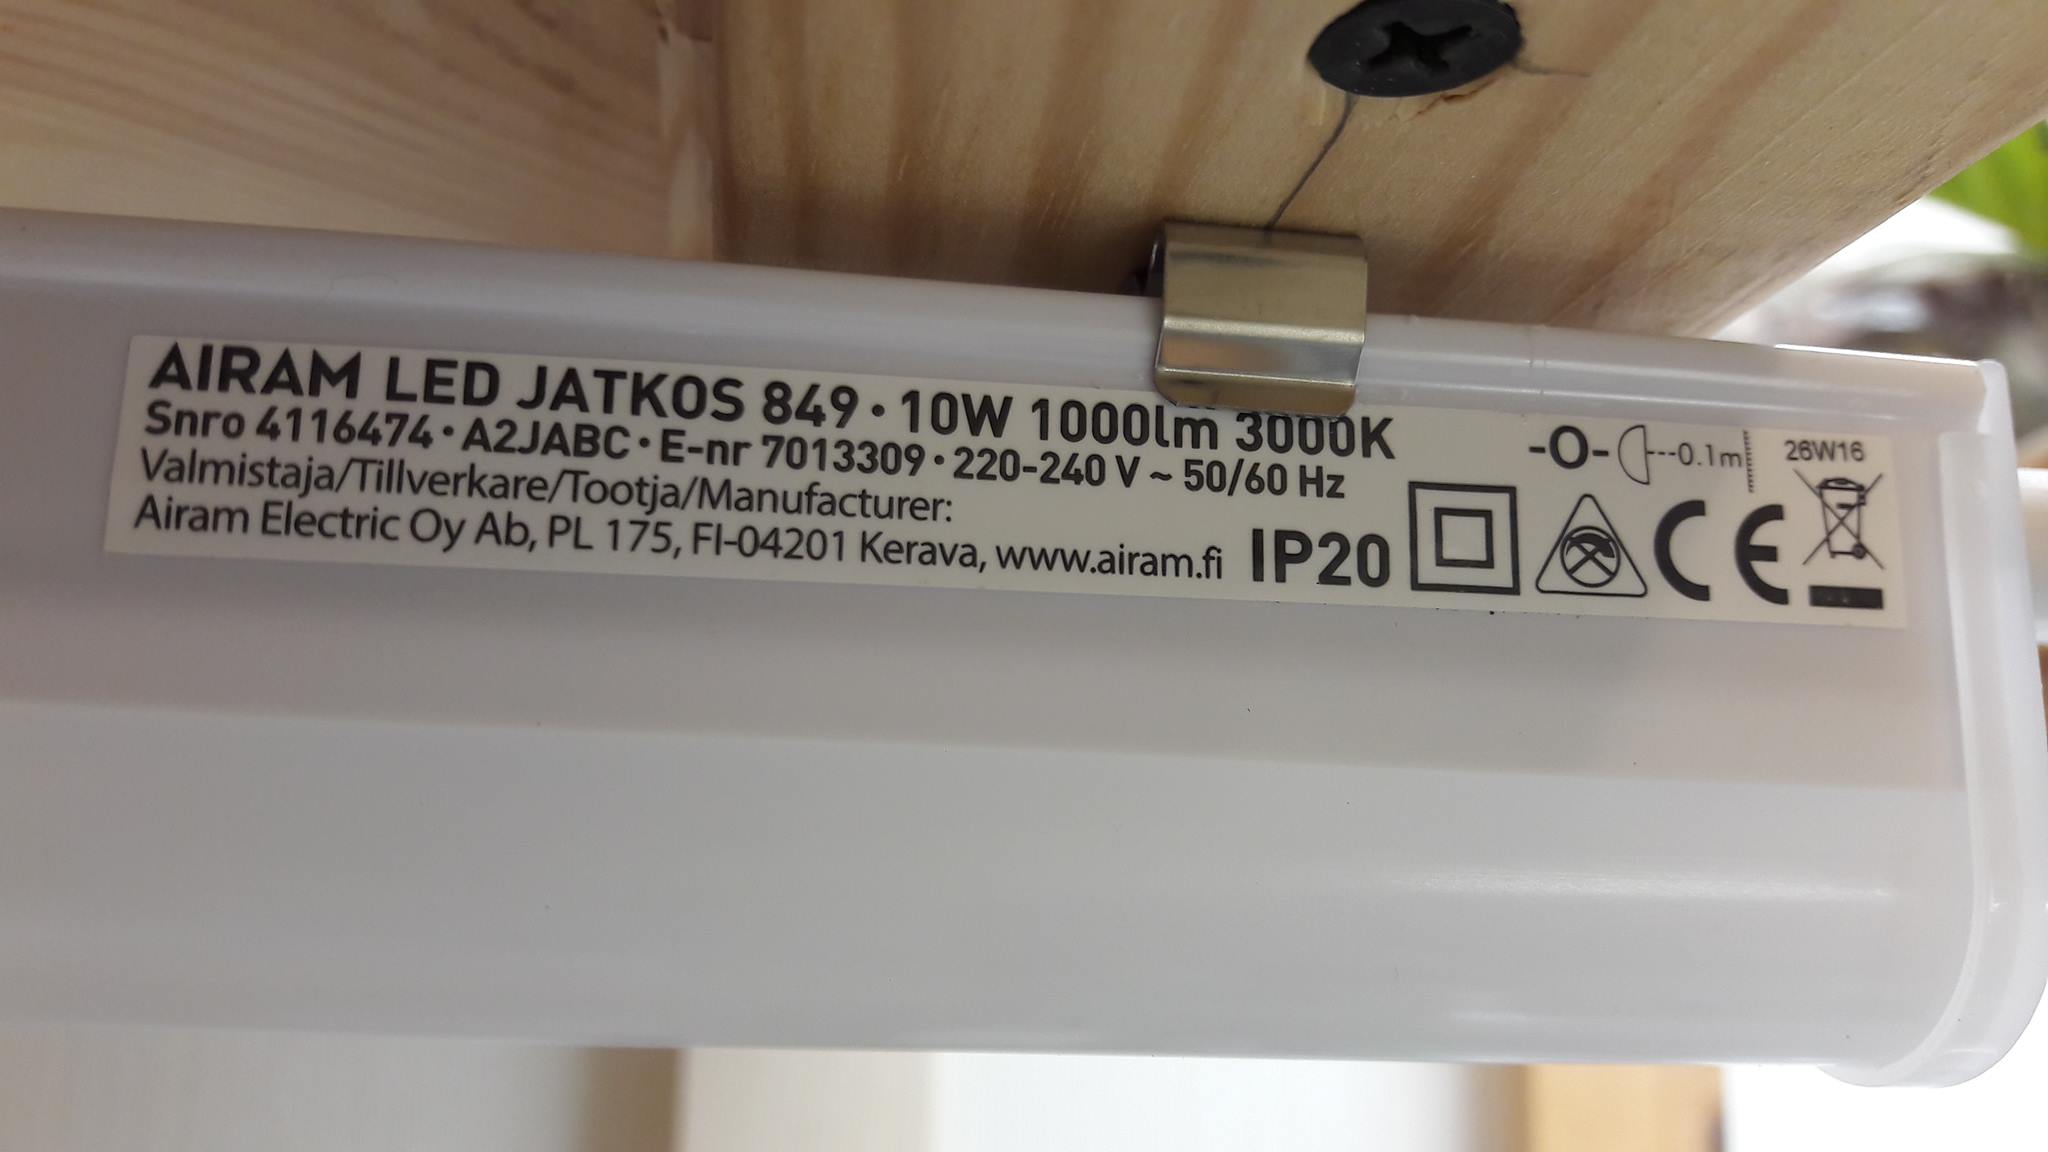 AIRAM LED JATKOS 849 • 10W 1000lm 3000K
Snro 4116474 • A2JABC • E-nr 7013309 • 220-240 V ~ 50/60 Hz
Valmistaja/Tillverkare/Tootja/Manufacturer:
Airam Electric Oy Ab, PL 175, FI-04201 Kerava, www.airam.fi
IP20
-O-
0.1m
26W16
CE